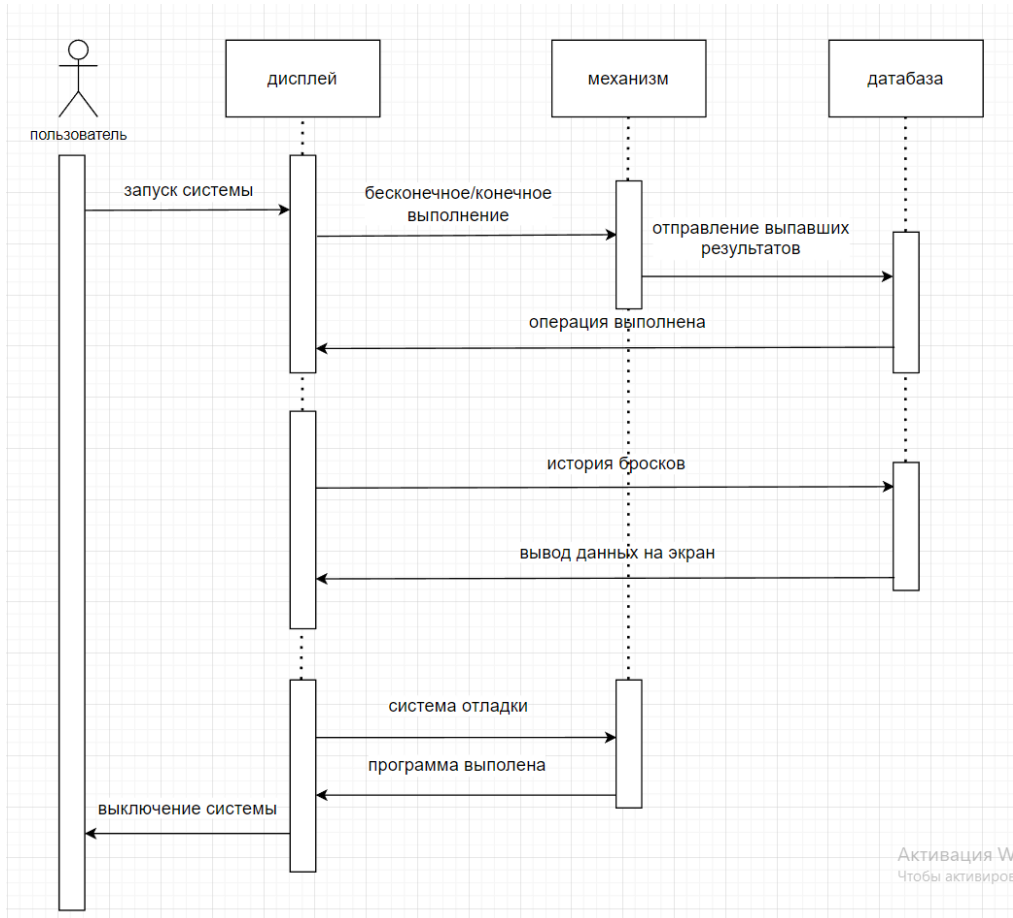 дисплей
механизм
датабаза
пользователь
запуск системы
бесконечное/конечное
выполнение
отправление выпавших
результатов
операция выполнена
история бросков
вывод данных на экран
система отладки
программа выполена
выключение системы
Активация W
Чтобы активиров